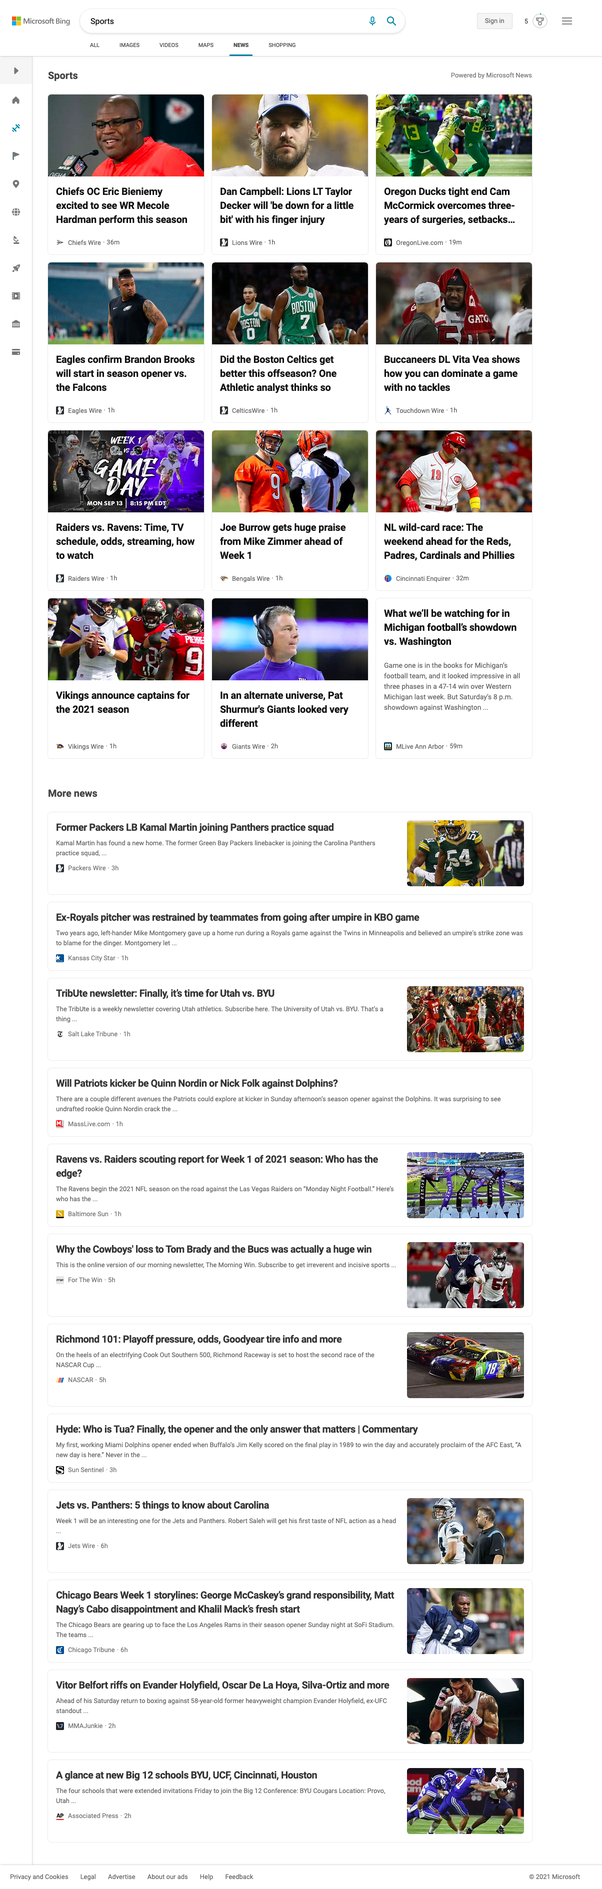 Microsoft Bing
Sports
Sign in
5
ALL
IMAGES
VIDEOS
MAPS
NEWS
SHOPPING
Sports
Powered by Microsoft News
Chiefs OC Eric Bieniemy
excited to see WR Mecole
Hardman perform this season
Chiefs Wire · 36m
Dan Campbell: Lions LT Taylor
Decker will 'be down for a little
bit' with his finger injury
Lions Wire · 1h
Oregon Ducks tight end Cam
McCormick overcomes three-
years of surgeries, setbacks...
OregonLive.com · 19m
Eagles confirm Brandon Brooks
will start in season opener vs.
the Falcons
Eagles Wire · 1h
BOSTON
0
BOSTON
7
Did the Boston Celtics get
better this offseason? One
Athletic analyst thinks so
CelticsWire · 1h
Buccaneers DL Vita Vea shows
how you can dominate a game
with no tackles
Touchdown Wire · 1h
WEEK 1
VS
GAME
DAY
MON SEP 13 | 8:15 PM EDT
Raiders vs. Ravens: Time, TV
schedule, odds, streaming, how
to watch
Raiders Wire · 1h
9
Joe Burrow gets huge praise
from Mike Zimmer ahead of
Week 1
Bengals Wire · 1h
19
NL wild-card race: The
weekend ahead for the Reds,
Padres, Cardinals and Phillies
Cincinnati Enquirer · 32m
Vikings announce captains for
the 2021 season
Vikings Wire · 1h
In an alternate universe, Pat
Shurmur's Giants looked very
different
Giants Wire · 2h
What we'll be watching for in
Michigan football's showdown
vs. Washington
Game one is in the books for Michigan's
football team, and it looked impressive in all
three phases in a 47-14 win over Western
Michigan last week. But Saturday's 8 p.m.
showdown against Washington ...
MLive Ann Arbor · 59m
More news
Former Packers LB Kamal Martin joining Panthers practice squad
Kamal Martin has found a new home. The former Green Bay Packers linebacker is joining the Carolina Panthers
practice squad, ...
Packers Wire · 3h
54
Ex-Royals pitcher was restrained by teammates from going after umpire in KBO game
Two years ago, left-hander Mike Montgomery gave up a home run during a Royals game against the Twins in Minneapolis and believed an umpire's strike zone was
to blame for the dinger. Montgomery let ...
Kansas City Star · 1h
TribUte newsletter: Finally, it's time for Utah vs. BYU
The TribUte is a weekly newsletter covering Utah athletics. Subscribe here. The University of Utah vs. BYU. That's a
thing ...
Salt Lake Tribune · 1h
Will Patriots kicker be Quinn Nordin or Nick Folk against Dolphins?
There are a couple different avenues the Patriots could explore at kicker in Sunday afternoon's season opener against the Dolphins. It was surprising to see
undrafted rookie Quinn Nordin crack the ...
MassLive.com · 1h
Ravens vs. Raiders scouting report for Week 1 of 2021 season: Who has the
edge?
The Ravens begin the 2021 NFL season on the road against the Las Vegas Raiders on "Monday Night Football." Here's
who has the ...
Baltimore Sun · 1h
Why the Cowboys' loss to Tom Brady and the Bucs was actually a huge win
This is the online version of our morning newsletter, The Morning Win. Subscribe to get irreverent and incisive sports ...
For The Win · 5h
4
Richmond 101: Playoff pressure, odds, Goodyear tire info and more
On the heels of an electrifying Cook Out Southern 500, Richmond Raceway is set to host the second race of the
NASCAR Cup ...
NASCAR · 5h
18
Hyde: Who is Tua? Finally, the opener and the only answer that matters | Commentary
My first, working Miami Dolphins opener ended when Buffalo's Jim Kelly scored on the final play in 1989 to win the day and accurately proclaim of the AFC East, "A
new day is here." Never in the ...
Sun Sentinel · 3h
Jets vs. Panthers: 5 things to know about Carolina
Week 1 will be an interesting one for the Jets and Panthers. Robert Saleh will get his first taste of NFL action as a head
...
Jets Wire · 6h
Chicago Bears Week 1 storylines: George McCaskey's grand responsibility, Matt
Nagy's Cabo disappointment and Khalil Mack's fresh start
The Chicago Bears are gearing up to face the Los Angeles Rams in their season opener Sunday night at SoFi Stadium.
The teams ...
Chicago Tribune · 6h
12
Vitor Belfort riffs on Evander Holyfield, Oscar De La Hoya, Silva-Ortiz and more
Ahead of his Saturday return to boxing against 58-year-old former heavyweight champion Evander Holyfield, ex-UFC
standout ...
MMAJunkie · 2h
A glance at new Big 12 schools BYU, UCF, Cincinnati, Houston
The four schools that were extended invitations Friday to join the Big 12 Conference: BYU Cougars Location: Provo,
Utah ...
AP
Associated Press · 2h
Privacy and Cookies
Legal
Advertise
About our ads
Help
Feedback
© 2021 Microsoft